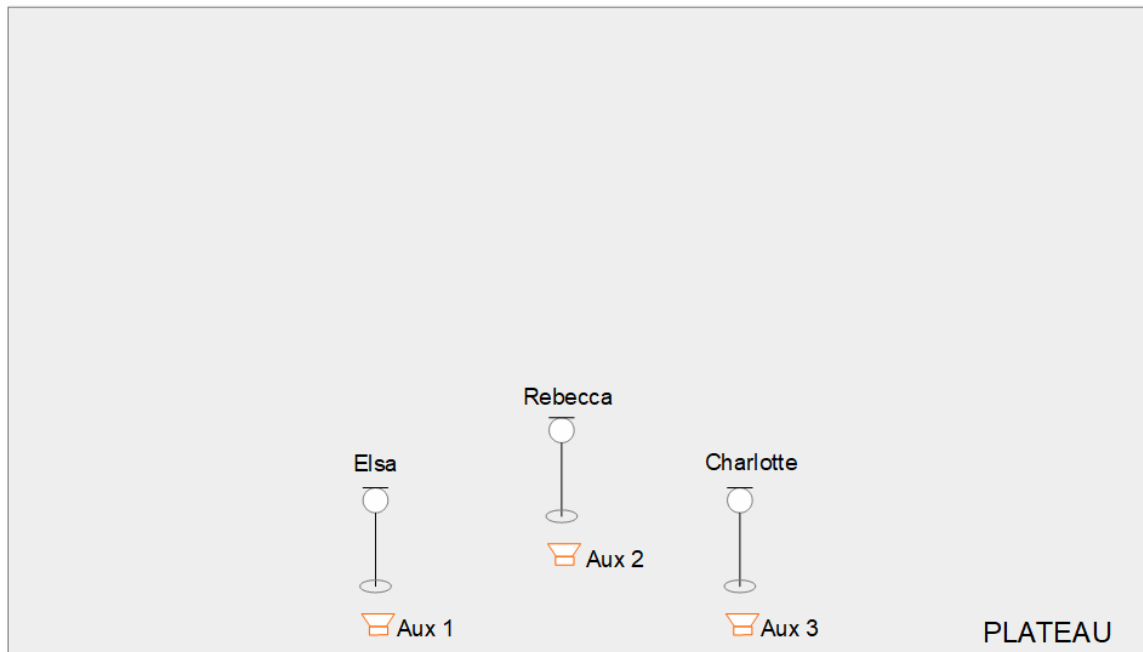 Rebecca
Elsa
Charlotte
Aux 2
Aux 1
Aux 3
PLATEAU